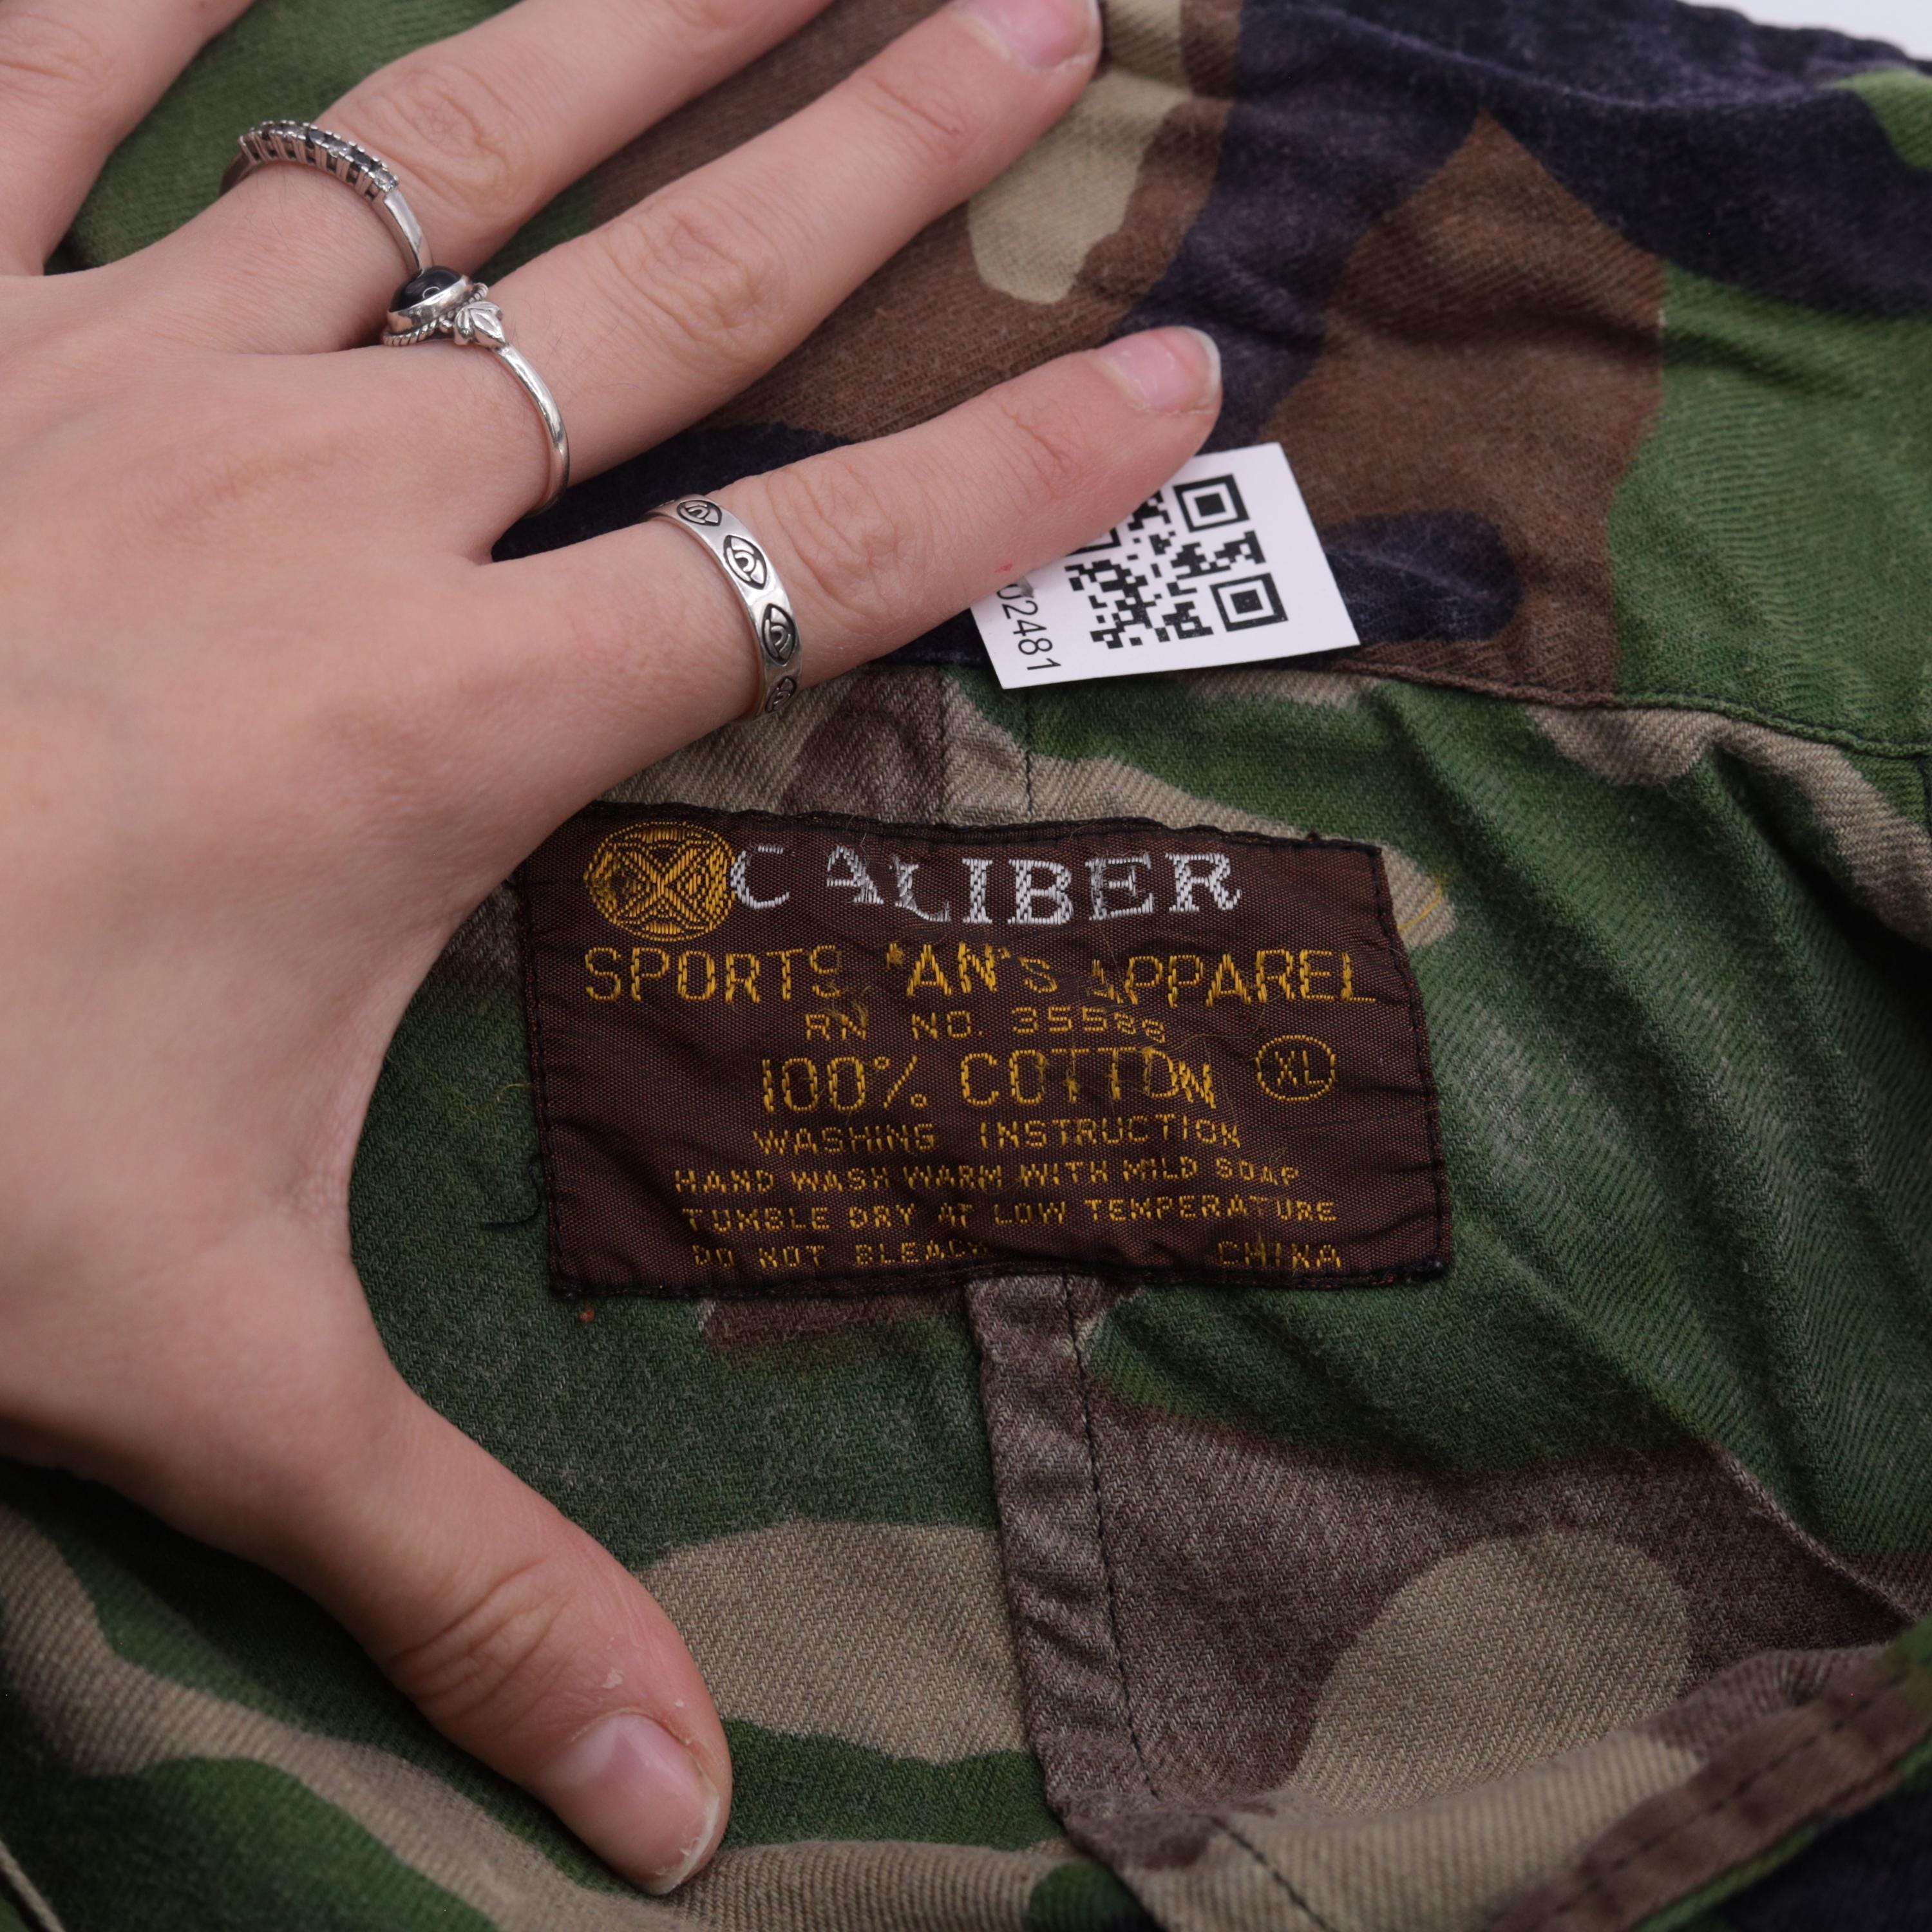 02481
CALIBER
SPORTS 'AN'S APPAREL
RN NO. 35588
100% COTTON XL
WASHING INSTRUCTION
HAND WASH WARM WITH MILD SOAP
TUMBLE DRY AT LOW TEMPERATURE
DO NOT BLEACH CHINA